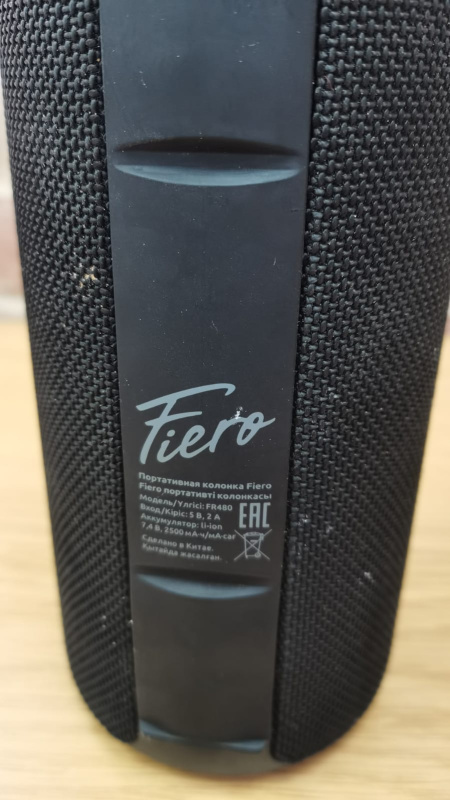 Fiero
Портативная колонка Fiero
Fiero портативті колонкасы
Модель/Үлгісі: FR480
Вход/Кіріс: 5 В, 2 А
Аккумулятор: li-ion
7,4 В, 2500 мА·ч/мА·сағ
Сделано в Китае.
Қытайда жасалған.
EAC